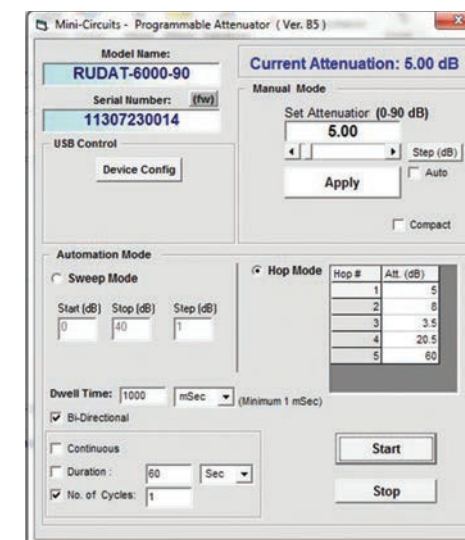 Mini-Circuits - Programmable Attenuator ( Ver. B5 )
Model Name:
RUDAT-6000-90
Serial Number: (fw)
11307230014
USB Control
Device Config
Current Attenuation: 5.00 dB
Manual Mode
Set Attenuatior (0-90 dB)
5.00
Step (dB)
Auto
Apply
Compact
Automation Mode
Sweep Mode
Start (dB) Stop (dB) Step (dB)
0 40 1
Hop Mode
Hop # Att. (dB)
1 5
2 8
3 3.5
4 20.5
5 60
Dwell Time: 1000 mSec (Minimum 1 mSec)
Bi-Directional
Continuous
Duration : 60 Sec
No. of Cycles: 1
Start
Stop